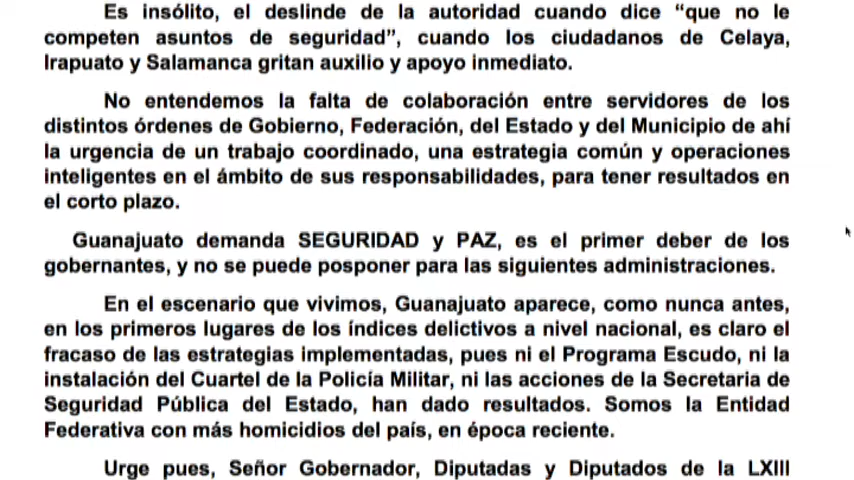 Es insólito, el deslinde de la autoridad cuando dice “que no le
competen asuntos de seguridad”, cuando los ciudadanos de Celaya,
Irapuato y Salamanca gritan auxilio y apoyo inmediato.
No entendemos la falta de colaboración entre servidores de los
distintos órdenes de Gobierno, Federación, del Estado y del Municipio de ahí
la urgencia de un trabajo coordinado, una estrategia común y operaciones
inteligentes en el ámbito de sus responsabilidades, para tener resultados en
el corto plazo.
Guanajuato demanda SEGURIDAD y PAZ, es el primer deber de los
gobernantes, y no se puede posponer para las siguientes administraciones.
En el escenario que vivimos, Guanajuato aparece, como nunca antes,
en los primeros lugares de los índices delictivos a nivel nacional, es claro el
fracaso de las estrategias implementadas, pues ni el Programa Escudo, ni la
instalación del Cuartel de la Policía Militar, ni las acciones de la Secretaria de
Seguridad Pública del Estado, han dado resultados. Somos la Entidad
Federativa con más homicidios del país, en época reciente.
Urge pues, Señor Gobernador, Diputadas y Diputados de la LXIII